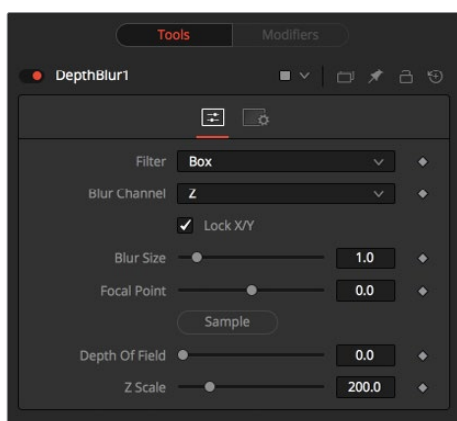 Tools Modifiers
DepthBlur1
Filter Box
Blur Channel Z
Lock X/Y
Blur Size 1.0
Focal Point 0.0
Sample
Depth Of Field 0.0
Z Scale 200.0